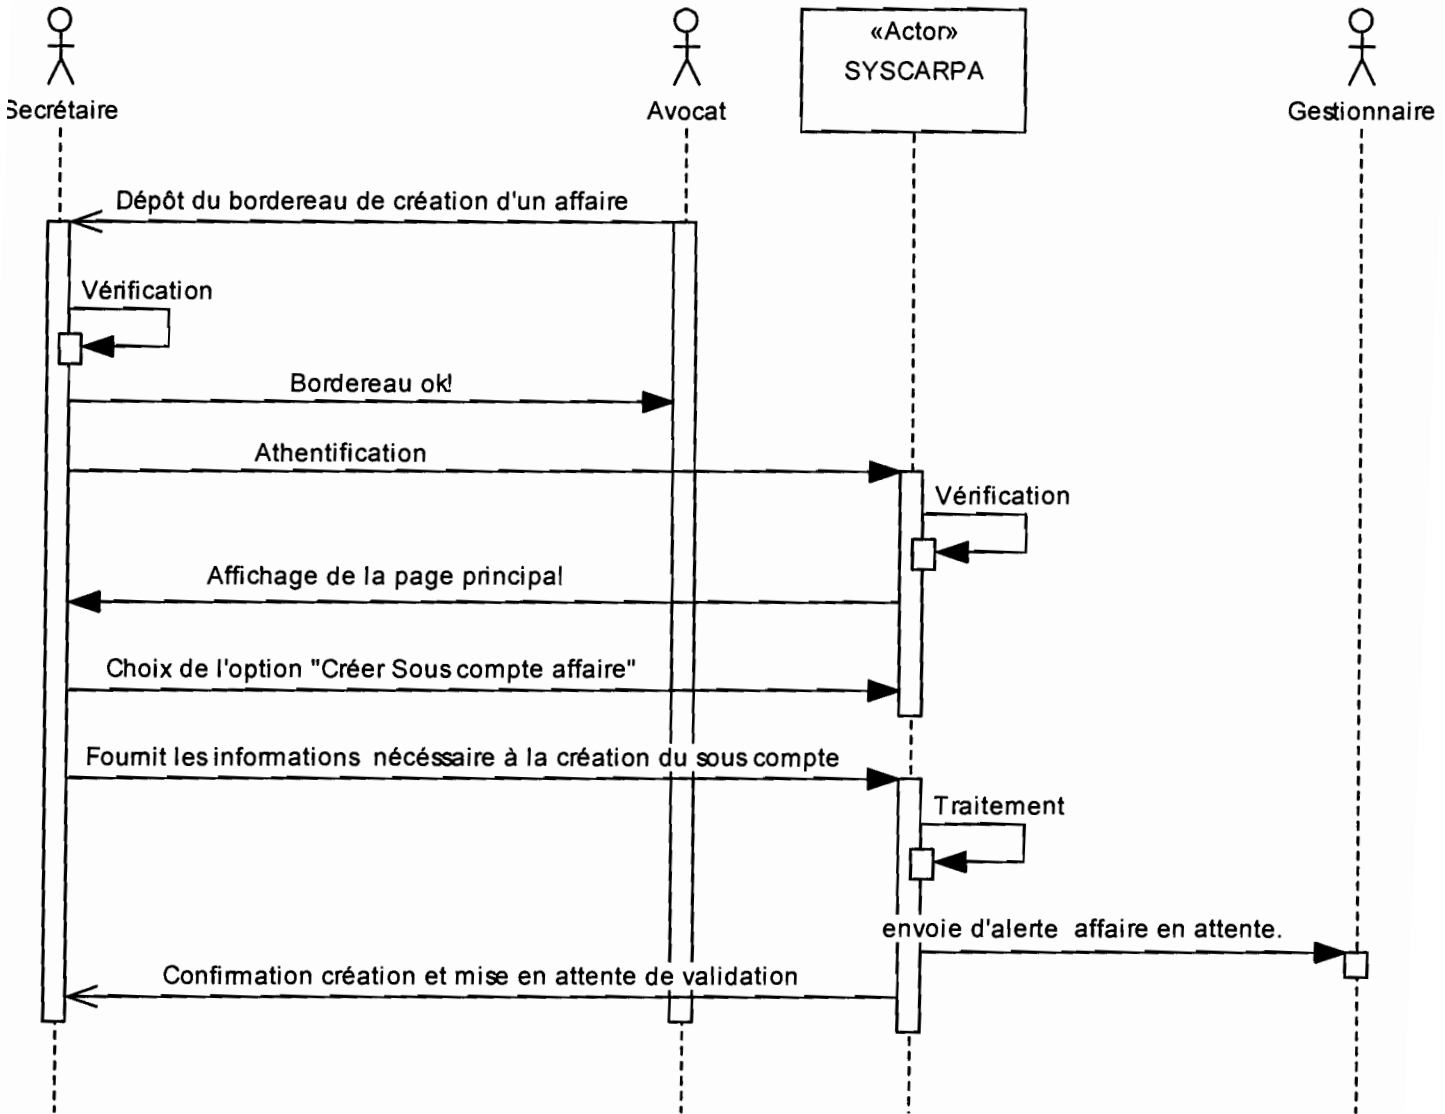 Secrétaire
Avocat
«Actor»
SYSCARPA
Gestionnaire
Dépôt du bordereau de création d'un affaire
Vérification
Bordereau ok!
Athentification
Vérification
Affichage de la page principal
Choix de l'option "Créer Sous compte affaire"
Fournit les informations nécéssaire à la création du sous compte
Traitement
envoie d'alerte affaire en attente.
Confirmation création et mise en attente de validation